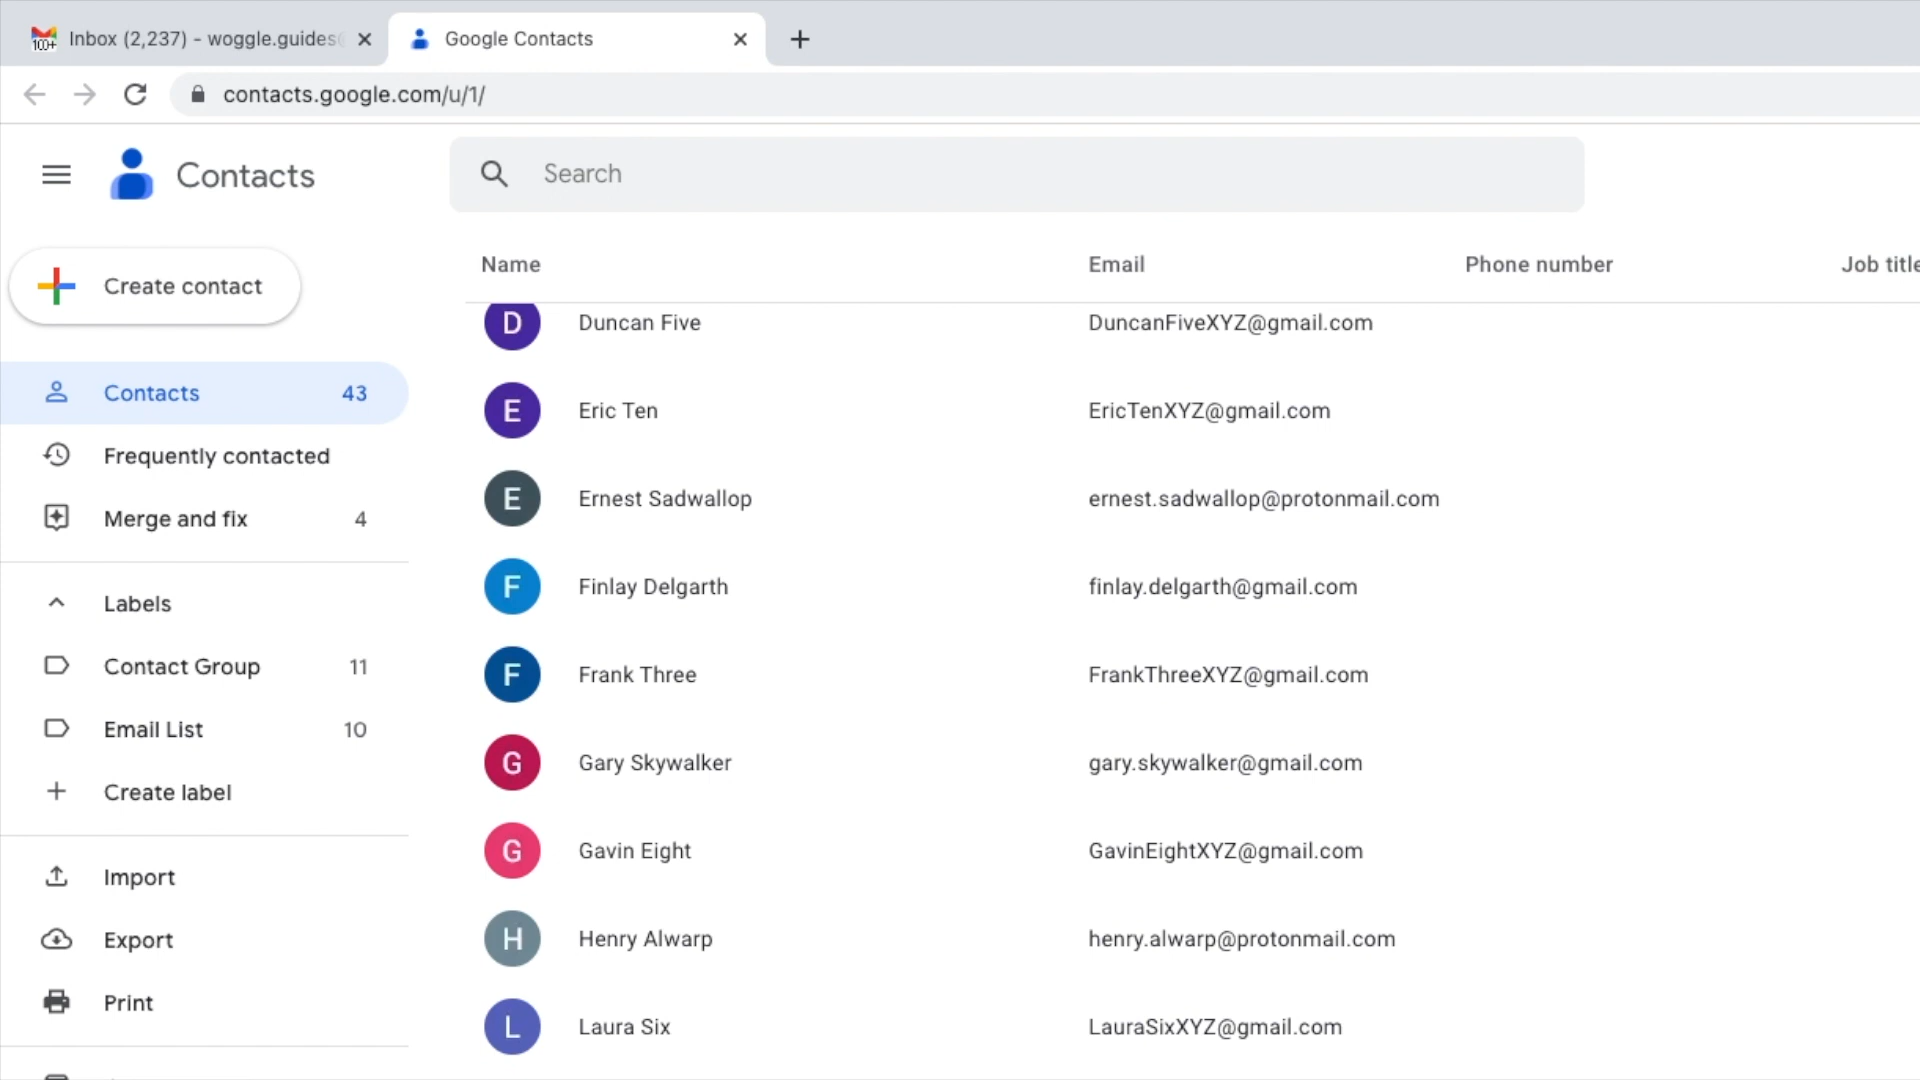 100+ Inbox (2,237) - woggle.guides
Google Contacts
contacts.google.com/u/1/
Contacts
Search
Create contact
Contacts 43
Frequently contacted
Merge and fix 4
Labels
Contact Group 11
Email List 10
Create label
Import
Export
Print
Name Email Phone number Job title
D Duncan Five DuncanFiveXYZ@gmail.com
E Eric Ten EricTenXYZ@gmail.com
E Ernest Sadwallop ernest.sadwallop@protonmail.com
F Finlay Delgarth finlay.delgarth@gmail.com
F Frank Three FrankThreeXYZ@gmail.com
G Gary Skywalker gary.skywalker@gmail.com
G Gavin Eight GavinEightXYZ@gmail.com
H Henry Alwarp henry.alwarp@protonmail.com
L Laura Six LauraSixXYZ@gmail.com